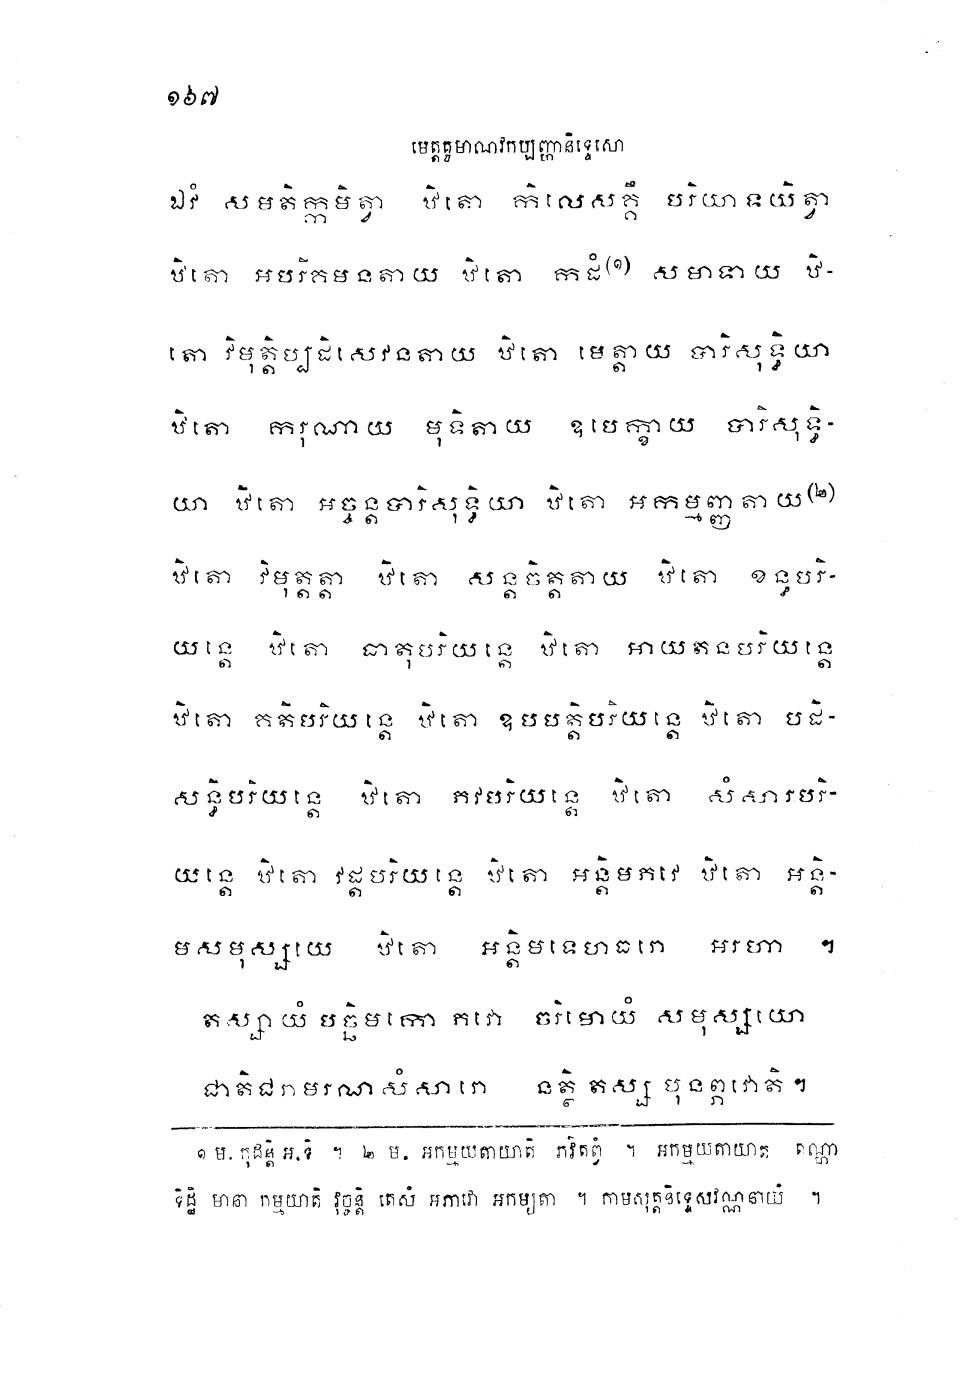 ១៦៧
មេត្តគូមាណវកប្បញ្ហានិទ្ទេសោ
ឯវំ សមតិក្កមិត្វា ឋិតោ កិលេសក្គឹ បរិយាទយិត្វា
ឋិតោ អបរិគមនតាយ ឋិតោ កដំ(១) សមាទាយ ឋិ-
តោ វិមុត្តិប្បដិសេវនតាយ ឋិតោ មេត្តាយ បារិសុទ្ធិយា
ឋិតោ ករុណាយ មុទិតាយ ឧបេក្ខាយ បារិសុទ្ធិ-
យា ឋិតោ អច្ចន្តបារិសុទ្ធិយា ឋិតោ អកម្មញ្ញតាយ(២)
ឋិតោ វិមុត្តត្តា ឋិតោ សន្តចិត្តតាយ ឋិតោ ខន្ធបរិ-
យន្តេ ឋិតោ ធាតុបរិយន្តេ ឋិតោ អាយតនបរិយន្តេ
ឋិតោ គតិបរិយន្តេ ឋិតោ ឧបបត្តិបរិយន្តេ ឋិតោ បដិ-
សន្ធិបរិយន្តេ ឋិតោ ភវបរិយន្តេ ឋិតោ សំសារបរិ-
យន្តេ ឋិតោ វដ្តបរិយន្តេ ឋិតោ អន្តិមភវេ ឋិតោ អន្តិ-
មសមុស្សយេ ឋិតោ អន្តិមទេហធរោ អរហា ។
តស្សាយំ បច្ឆិមកោ ភវោ ចរិមោយំ សមុស្សយោ
ជាតិជរាមរណសំសារោ នត្ថិ តស្ស បុនព្ភវោតិ។
១ ម. កុដន្តិ អ.ទិ ។ ២ ម. អកម្មយតាយាតិ ភវិតព្វំ ។ អកម្មយតាយាត្ថ តណ្ហា
ទិដ្ឋិ មានា កម្មយាតិ វុច្ចន្តិ តេសំ អភាវោ អកម្យតា ។ កាមសុត្តនិទ្ទេសវណ្ណនាយំ ។